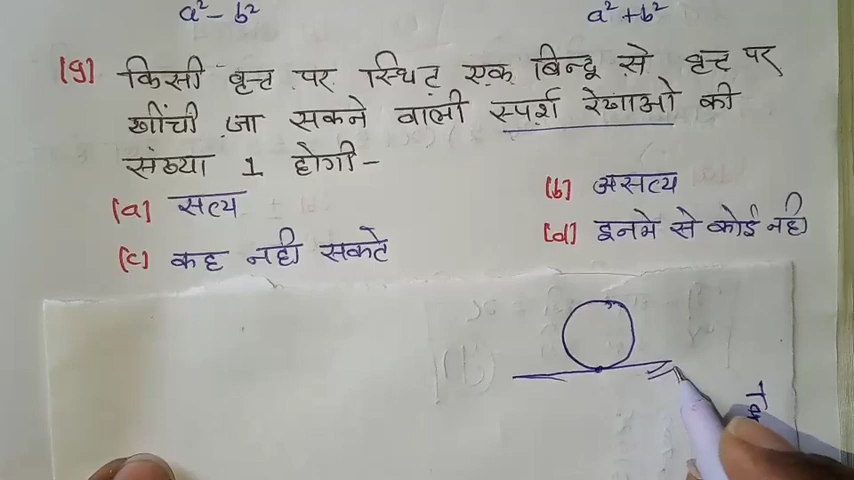 a² - b² a² + b²
(9) किसी वृत्त पर स्थित एक बिन्दू से वृत्त पर
खींची जा सकने वाली स्पर्श रेखाओ की
संख्या 1 होगी -
(a) सत्य (b) असत्य
(c) कह नही सकते (d) इनमे से कोई नही